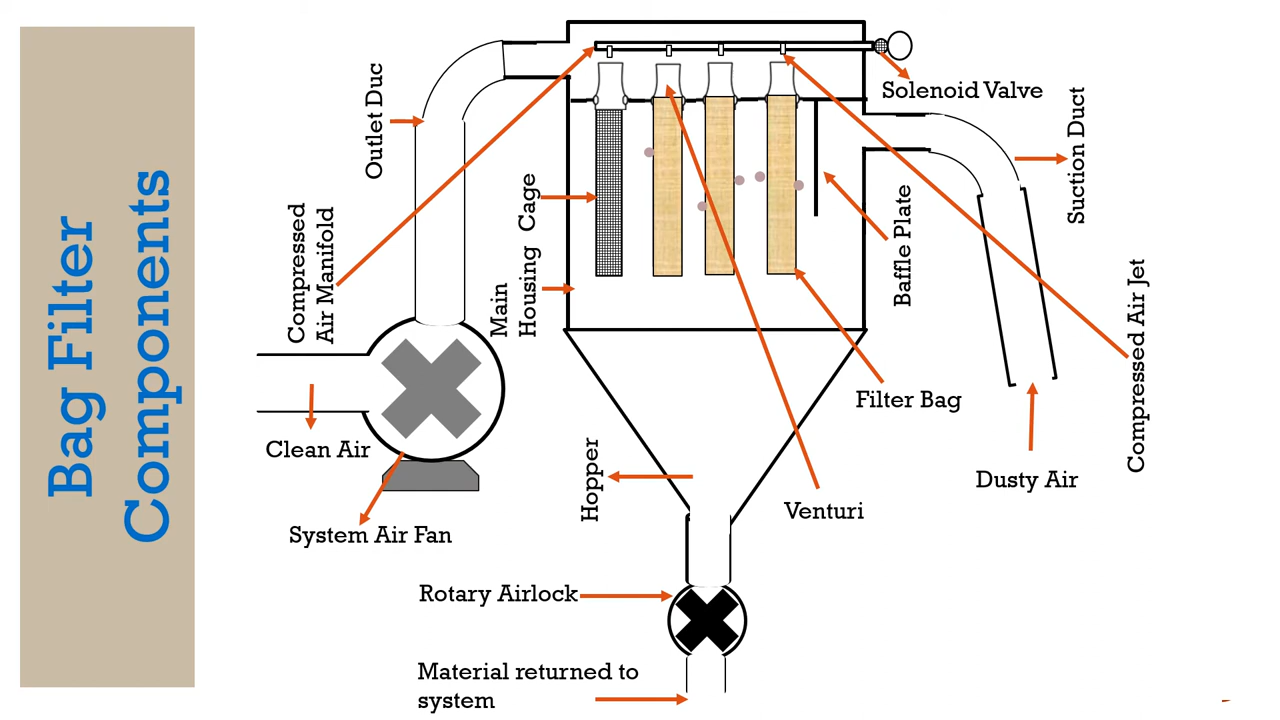 Bag Filter
Components
Outlet Duc
Compressed
Air Manifold
Cage
Main
Housing
Solenoid Valve
Suction Duct
Baffle Plate
Compressed Air Jet
Filter Bag
Clean Air
Hopper
Dusty Air
Venturi
System Air Fan
Rotary Airlock
Material returned to
system